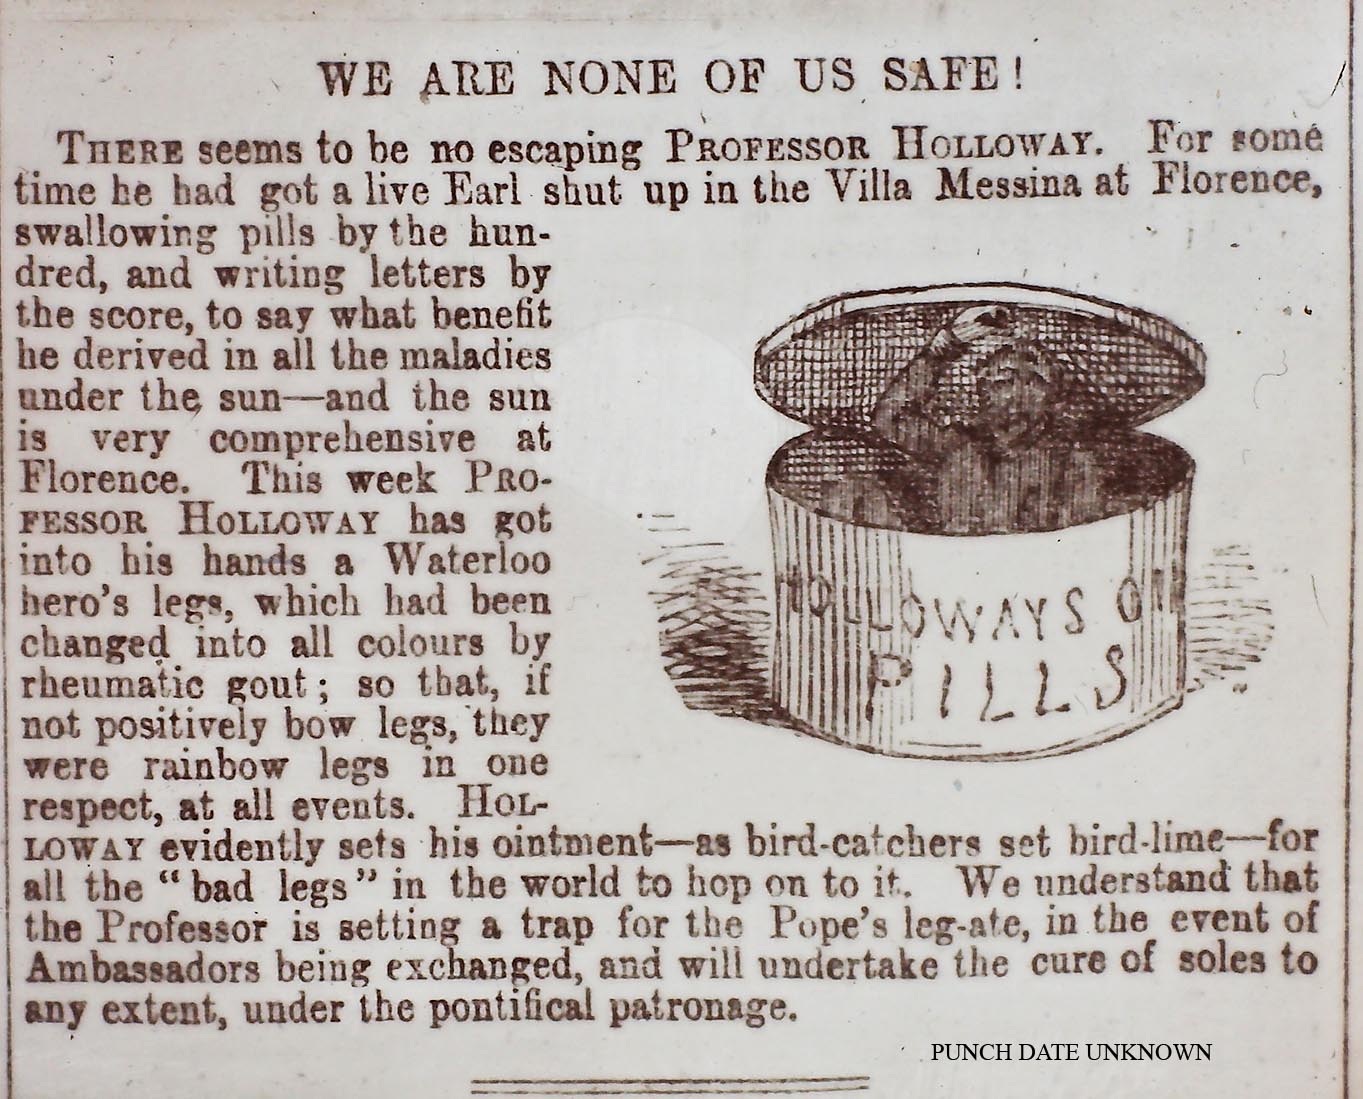 WE ARE NONE OF US SAFE!
THERE seems to be no escaping PROFESSOR HOLLOWAY. For some
time he had got a live Earl shut up in the Villa Messina at Florence,
swallowing pills by the hun-
dred, and writing letters by
the score, to say what benefit
he derived in all the maladies
under the sun—and the sun
is very comprehensive at
Florence. This week PRO-
FESSOR HOLLOWAY has got
into his hands a Waterloo
hero's legs, which had been
changed into all colours by
rheumatic gout; so that, if
not positively bow legs, they
were rainbow legs in one
respect, at all events. HOL-
LOWAY evidently sets his ointment—as bird-catchers set bird-lime—for
all the "bad legs" in the world to hop on to it. We understand that
the Professor is setting a trap for the Pope's leg-ate, in the event of
Ambassadors being exchanged, and will undertake the cure of soles to
any extent, under the pontifical patronage.
HOLLOWAYS
PILLS
PUNCH DATE UNKNOWN